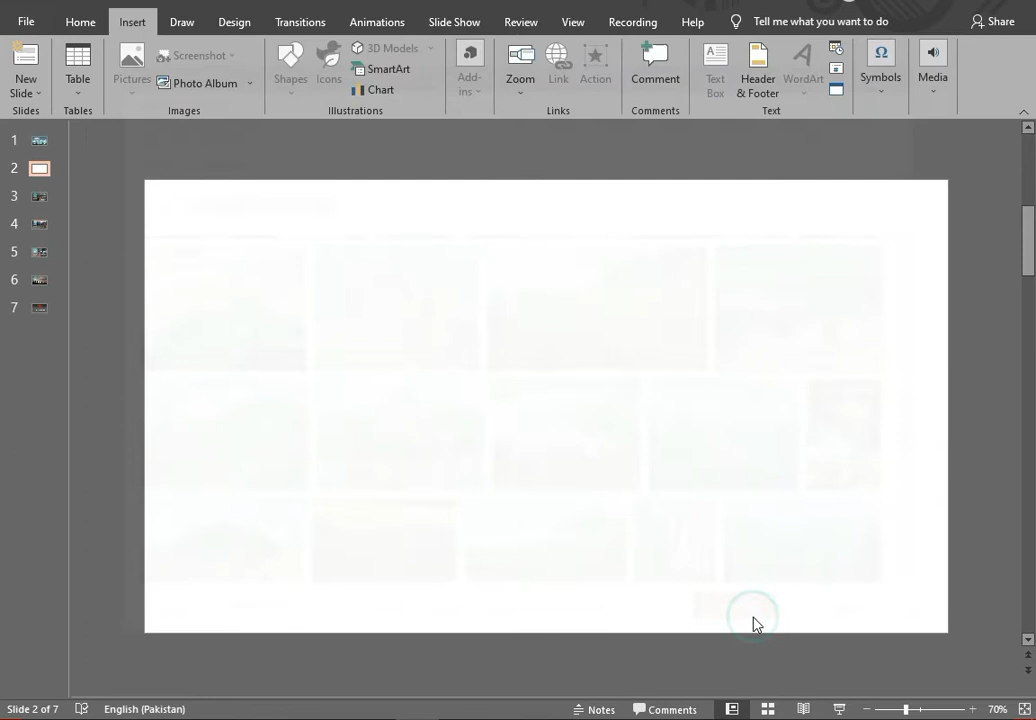 File Home Insert Draw Design Transitions Animations Slide Show Review View Recording Help Tell me what you want to do Share
New Slide
Table
Pictures
Screenshot
Photo Album
Shapes
Icons
3D Models
SmartArt
Chart
Add-ins
Zoom
Link
Action
Comment
Text Box
Header & Footer
WordArt
Symbols
Media
Slides Tables Images Illustrations Links Comments Text
1
2
3
4
5
6
7
Slide 2 of 7 English (Pakistan) Notes Comments 70%